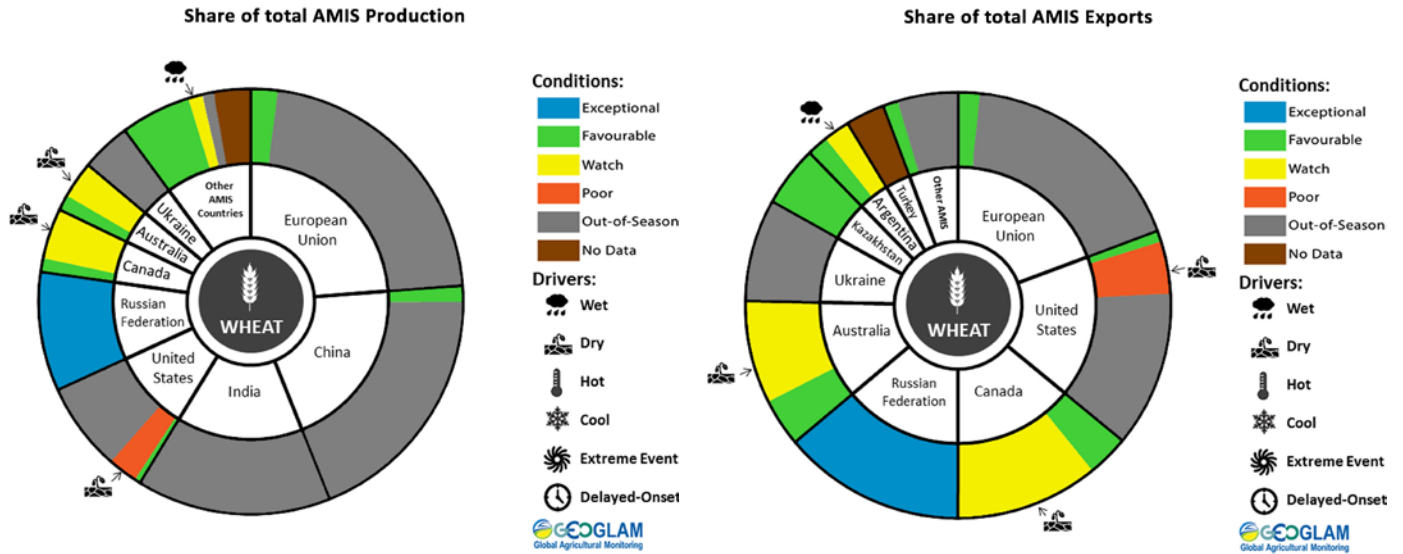 Share of total AMIS Production
Other
AMIS
Countries
European
Union
China
India
United
States
Russian
Federation
Canada
Australia
Ukraine
WHEAT
Conditions:
Exceptional
Favourable
Watch
Poor
Out-of-Season
No Data
Drivers:
Wet
Dry
Hot
Cool
Extreme Event
Delayed-Onset
GEOGLAM
Global Agricultural Monitoring
Share of total AMIS Exports
European
Union
United
States
Canada
Russian
Federation
Australia
Ukraine
Kazakhstan
Argentina
Turkey
Other AMIS
WHEAT
Conditions:
Exceptional
Favourable
Watch
Poor
Out-of-Season
No Data
Drivers:
Wet
Dry
Hot
Cool
Extreme Event
Delayed-Onset
GEOGLAM
Global Agricultural Monitoring